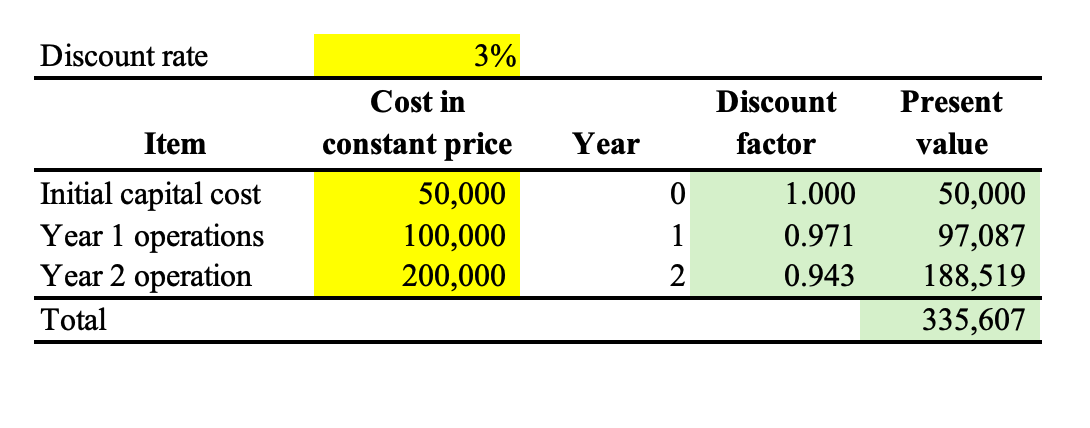 Discount rate 3%
Cost in Discount Present
Item constant price Year factor value
Initial capital cost 50,000 0 1.000 50,000
Year 1 operations 100,000 1 0.971 97,087
Year 2 operation 200,000 2 0.943 188,519
Total 335,607